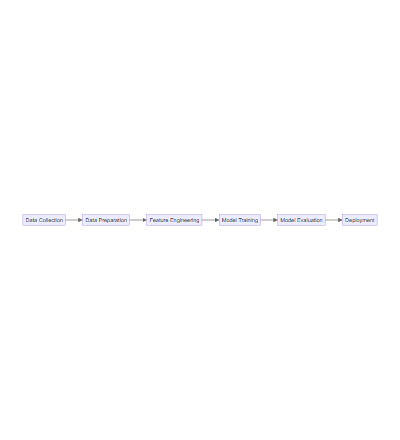 Data Collection
Data Preparation
Feature Engineering
Model Training
Model Evaluation
Deployment